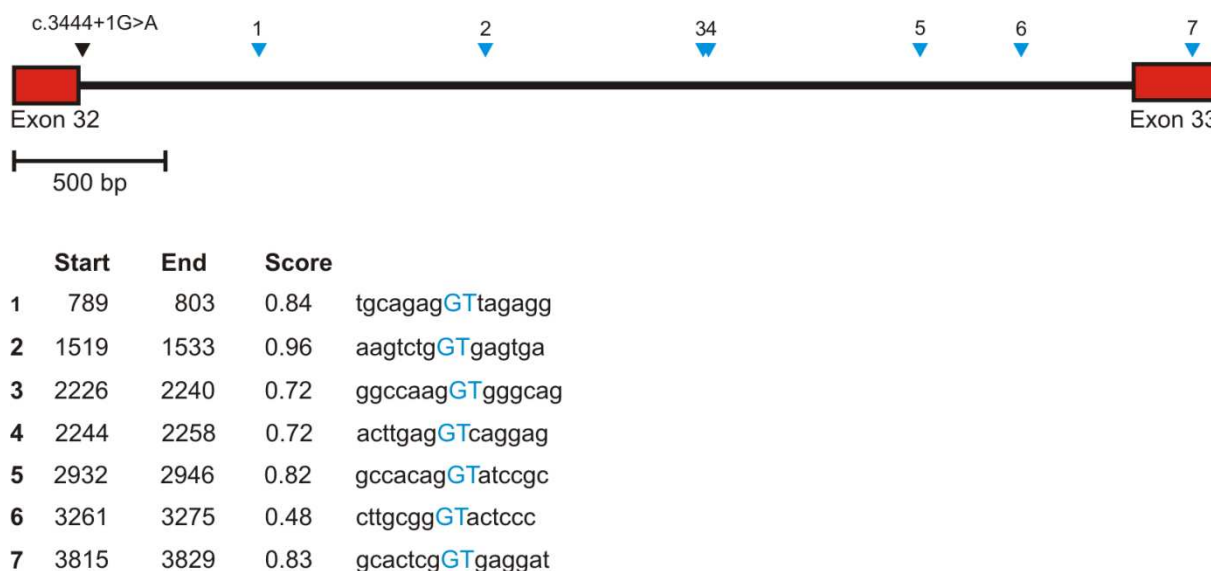 c.3444+1G>A 1 2 34 5 6 7
Exon 32 Exon 33
500 bp
Start End Score
1 789 803 0.84 tgcagagGTtagagg
2 1519 1533 0.96 aagtctgGTgagtga
3 2226 2240 0.72 ggccaagGTgggcag
4 2244 2258 0.72 acttgagGTcaggag
5 2932 2946 0.82 gccacagGTatccgc
6 3261 3275 0.48 cttgcggGTactccc
7 3815 3829 0.83 gcactcgGTgaggat